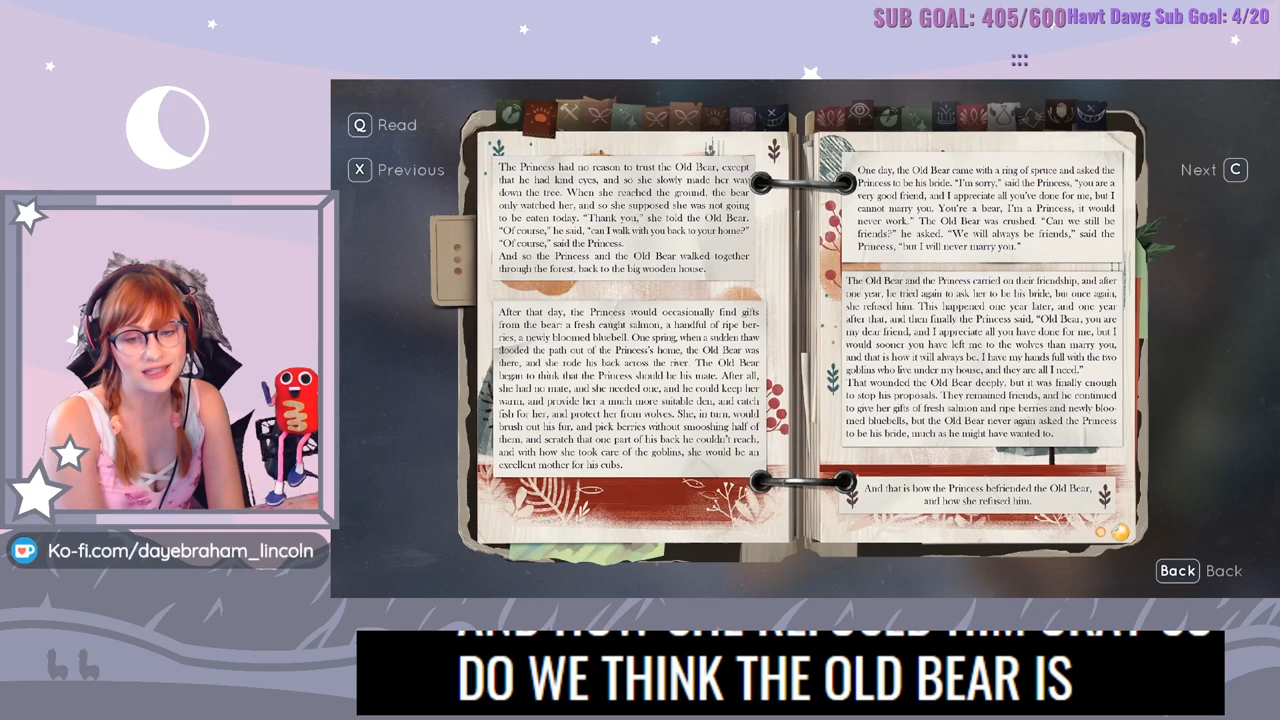 SUB GOAL: 405/600
Hawt Dawg Sub Goal: 4/20
Q Read
X Previous
Next C
The Princess had no reason to trust the Old Bear, except
that he had kind eyes, and so she slowly made her way
down the tree. When she reached the ground, the bear
only watched her, and so she supposed she was not going
to be eaten today. “Thank you,” she told the Old Bear.
“Of course,” he said, “can I walk with you back to your home?”
“Of course,” said the Princess.
And so the Princess and the Old Bear walked together
through the forest, back to the big wooden house.
After that day, the Princess would occasionally find gifts
from the bear: a fresh caught salmon, a handful of ripe ber-
ries, a newly bloomed bluebell. One spring, when a sudden thaw
flooded the path out of the Princess's home, the Old Bear was
there, and she rode his back across the river. The Old Bear
began to think that the Princess should be his mate. After all,
she had no mate, and she needed one, and he could keep her
warm, and provide her a much more suitable den, and catch
fish for her, and protect her from wolves. She, in turn, would
brush out his fur, and pick berries without smooshing half of
them, and scratch that one part of his back he couldn't reach,
and with how she took care of the goblins, she would be an
excellent mother for his cubs.
One day, the Old Bear came with a ring of spruce and asked the
Princess to be his bride. “I'm sorry,” said the Princess, “you are a
very good friend, and I appreciate all you've done for me, but I
cannot marry you. You're a bear, I'm a Princess, it would
never work.” The Old Bear was crushed. “Can we still be
friends?” he asked. “We will always be friends,” said the
Princess, “but I will never marry you.”
The Old Bear and the Princess carried on their friendship, and after
one year, he tried again to ask her to be his bride, but once again,
she refused him. This happened one year later, and one year
after that, and then finally the Princess said, “Old Bear, you are
my dear friend, and I appreciate all you have done for me, but I
would sooner you have left me to the wolves than marry you,
and that is how it will always be. I have my hands full with the two
goblins who live under my house, and they are all I need.”
That wounded the Old Bear deeply, but it was finally enough
to stop his proposals. They remained friends, and he continued
to give her gifts of fresh salmon and ripe berries and newly bloo-
med bluebells, but the Old Bear never again asked the Princess
to be his bride, much as he might have wanted to.
And that is how the Princess befriended the Old Bear,
and how she refused him.
Back Back
Ko-fi.com/dayebraham_lincoln
AND HOW SHE REFUSED HIM OKAY SO
DO WE THINK THE OLD BEAR IS